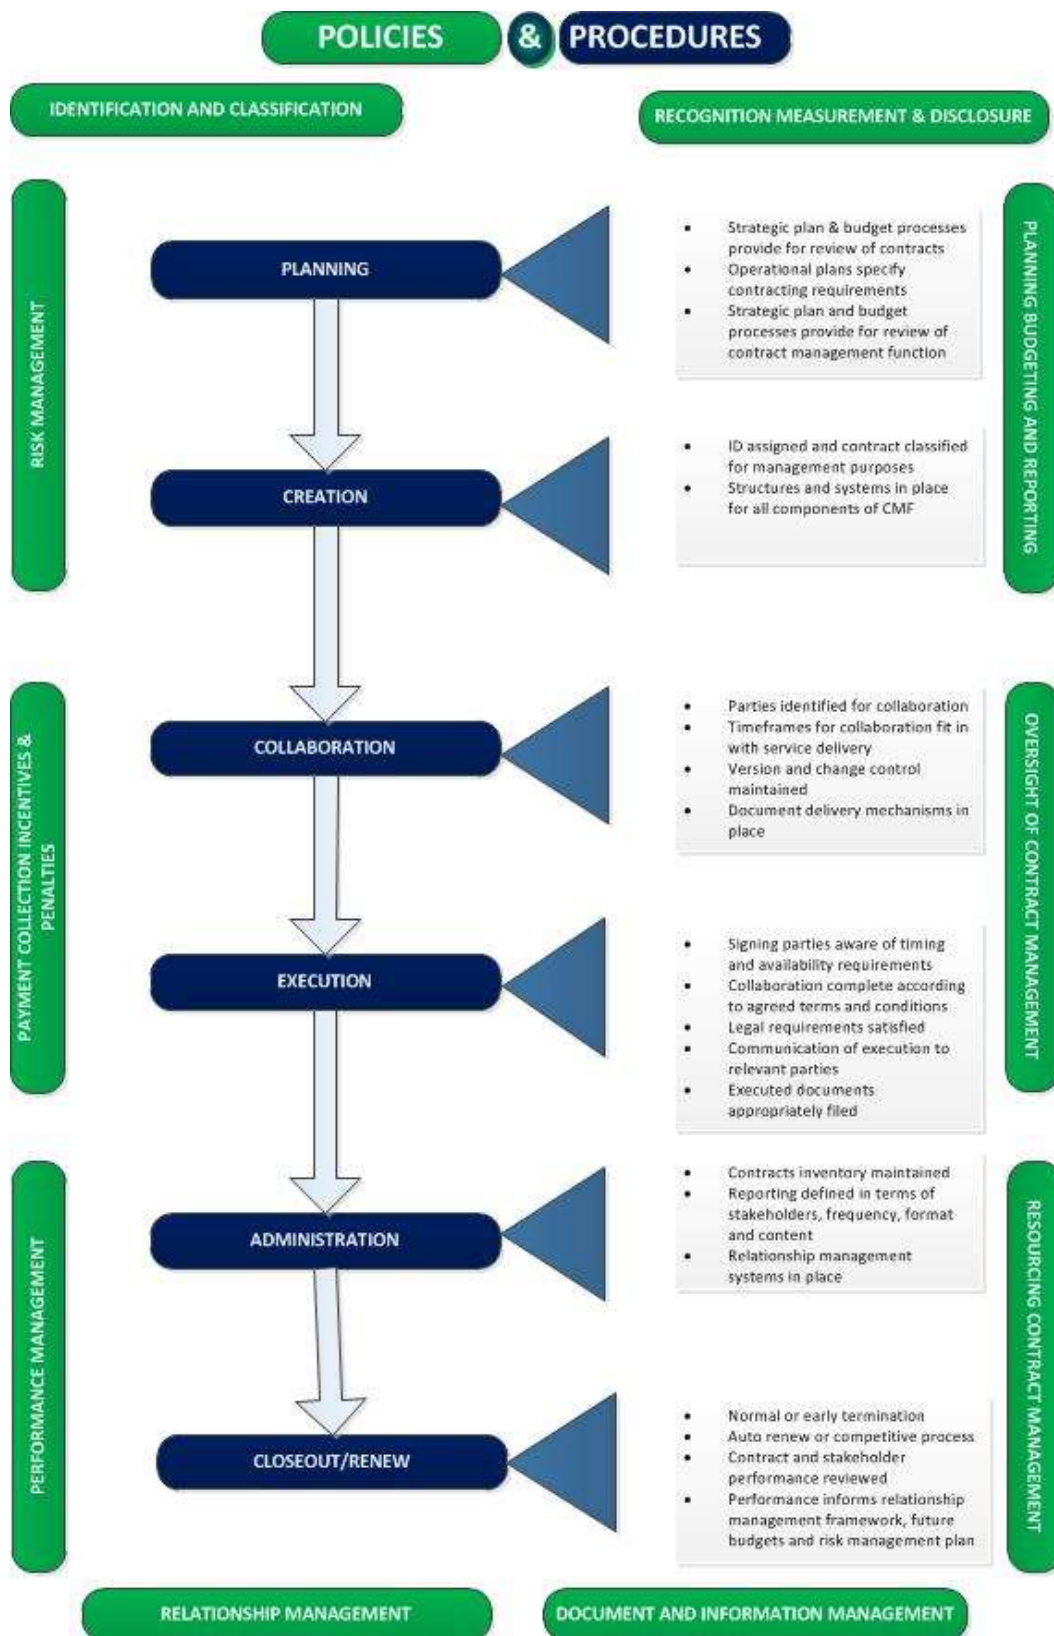 POLICIES & PROCEDURES
IDENTIFICATION AND CLASSIFICATION
RECOGNITION MEASUREMENT & DISCLOSURE
RISK MANAGEMENT
PLANNING BUDGETING AND REPORTING
PLANNING
• Strategic plan & budget processes
provide for review of contracts
• Operational plans specify
contracting requirements
• Strategic plan and budget
processes provide for review of
contract management function
CREATION
• ID assigned and contract classified
for management purposes
• Structures and systems in place
for all components of CMF
PAYMENT COLLECTION INCENTIVES &
PENALTIES
OVERSIGHT OF CONTRACT MANAGEMENT
COLLABORATION
• Parties identified for collaboration
• Timeframes for collaboration fit in
with service delivery
• Version and change control
maintained
• Document delivery mechanisms in
place
EXECUTION
• Signing parties aware of timing
and availability requirements
• Collaboration complete according
to agreed terms and conditions
• Legal requirements satisfied
• Communication of execution to
relevant parties
• Executed documents
appropriately filed
PERFORMANCE MANAGEMENT
RESOURCING CONTRACT MANAGEMENT
ADMINISTRATION
• Contracts inventory maintained
• Reporting defined in terms of
stakeholders, frequency, format
and content
• Relationship management
systems in place
CLOSEOUT/RENEW
• Normal or early termination
• Auto renew or competitive process
• Contract and stakeholder
performance reviewed
• Performance informs relationship
management framework, future
budgets and risk management plan
RELATIONSHIP MANAGEMENT
DOCUMENT AND INFORMATION MANAGEMENT